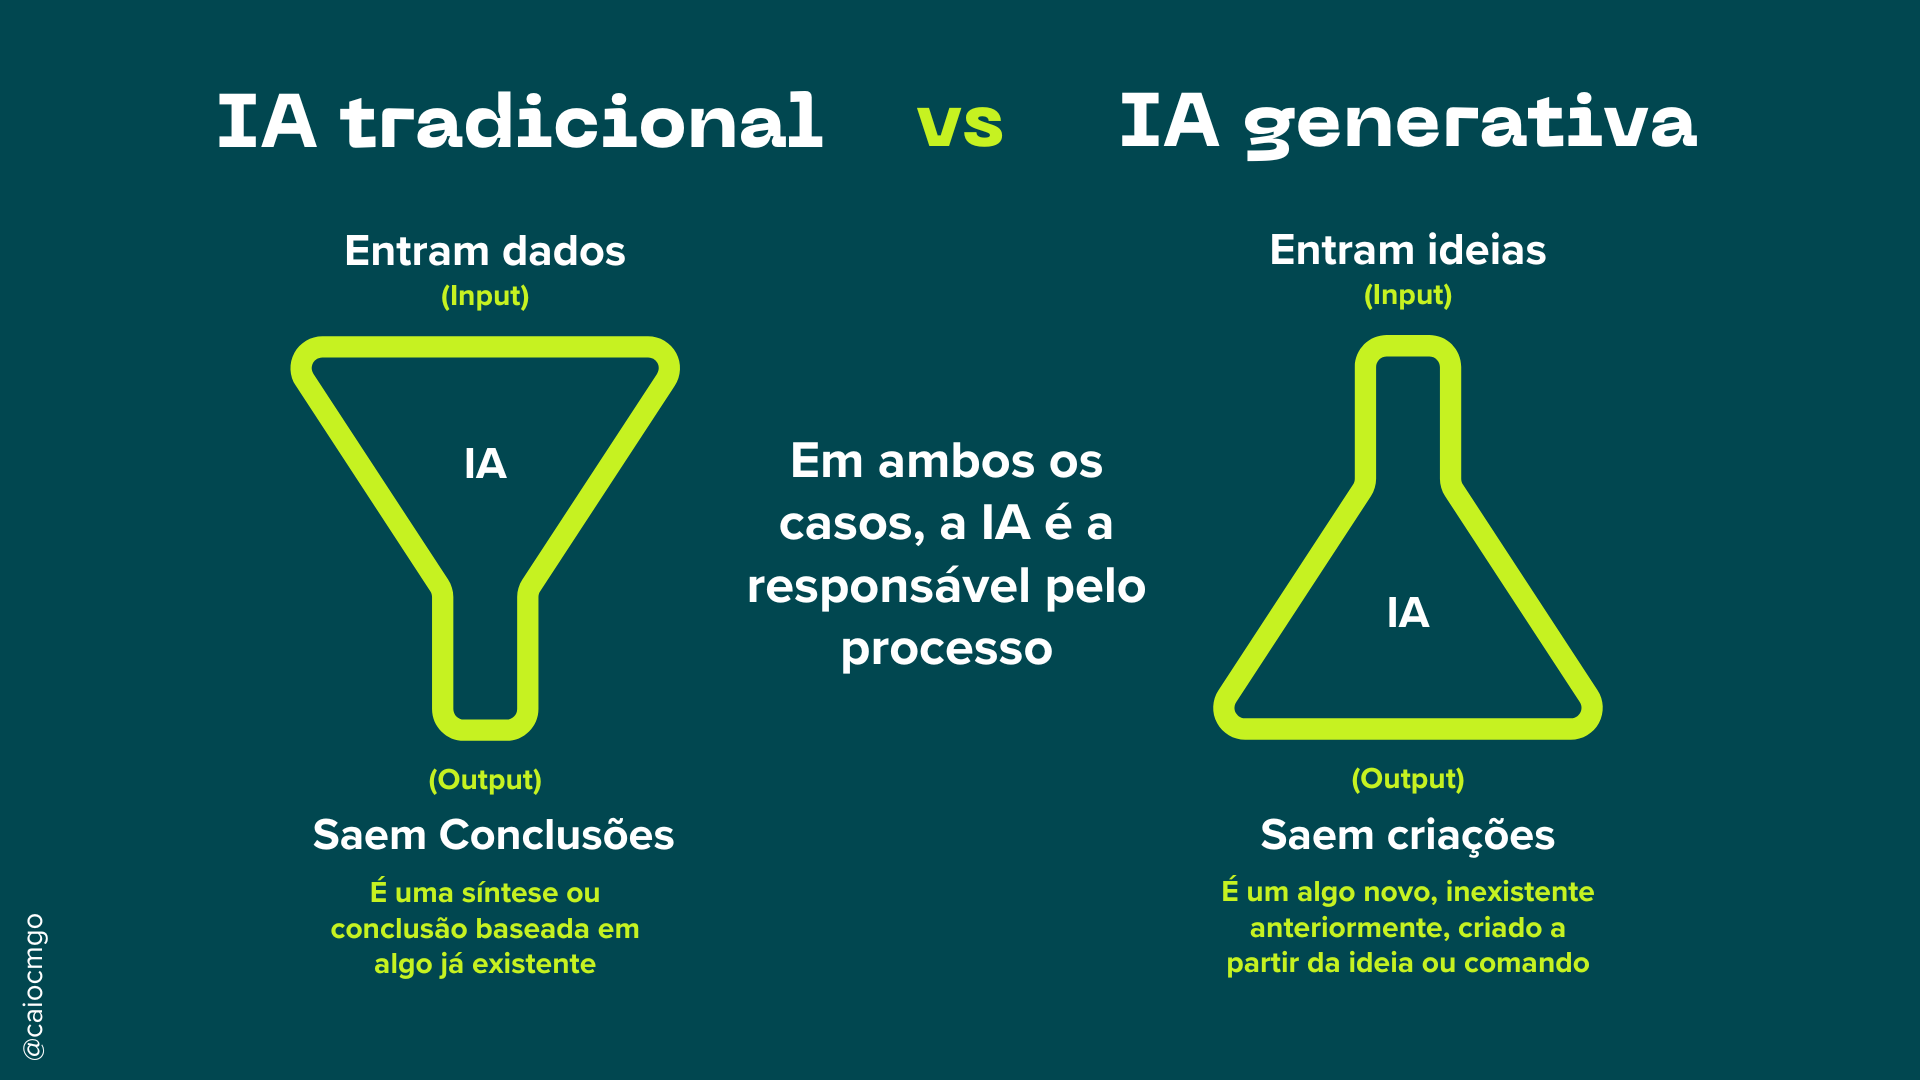 IA tradicional vs IA generativa
Entram dados
(Input)
IA
(Output)
Saem Conclusões
É uma síntese ou
conclusão baseada em
algo já existente
Em ambos os
casos, a IA é a
responsável pelo
processo
Entram ideias
(Input)
IA
(Output)
Saem criações
É um algo novo, inexistente
anteriormente, criado a
partir da ideia ou comando
@caiocmgo